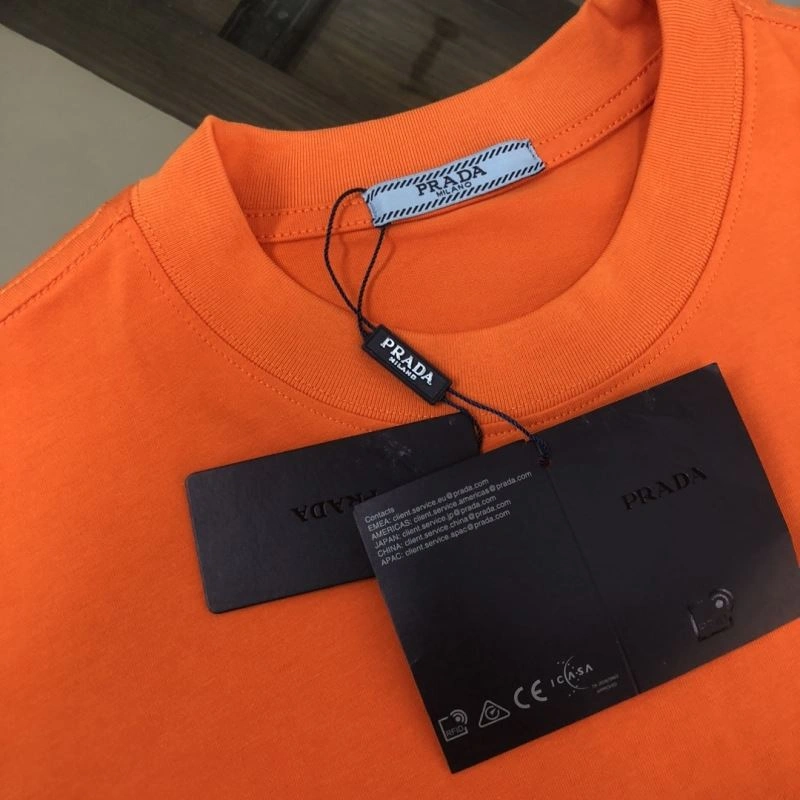 PRADA
MILANO
PRADA
MILANO
PRADA
Contacts
EMEA: client.service.eu@prada.com
AMERICAS: client.service.americas@prada.com
JAPAN: client.service.jp@prada.com
CHINA: client.service.china@prada.com
APAC: client.service.apac@prada.com
PRADA
RFID
RFID
CE
ICASA
APPROVED